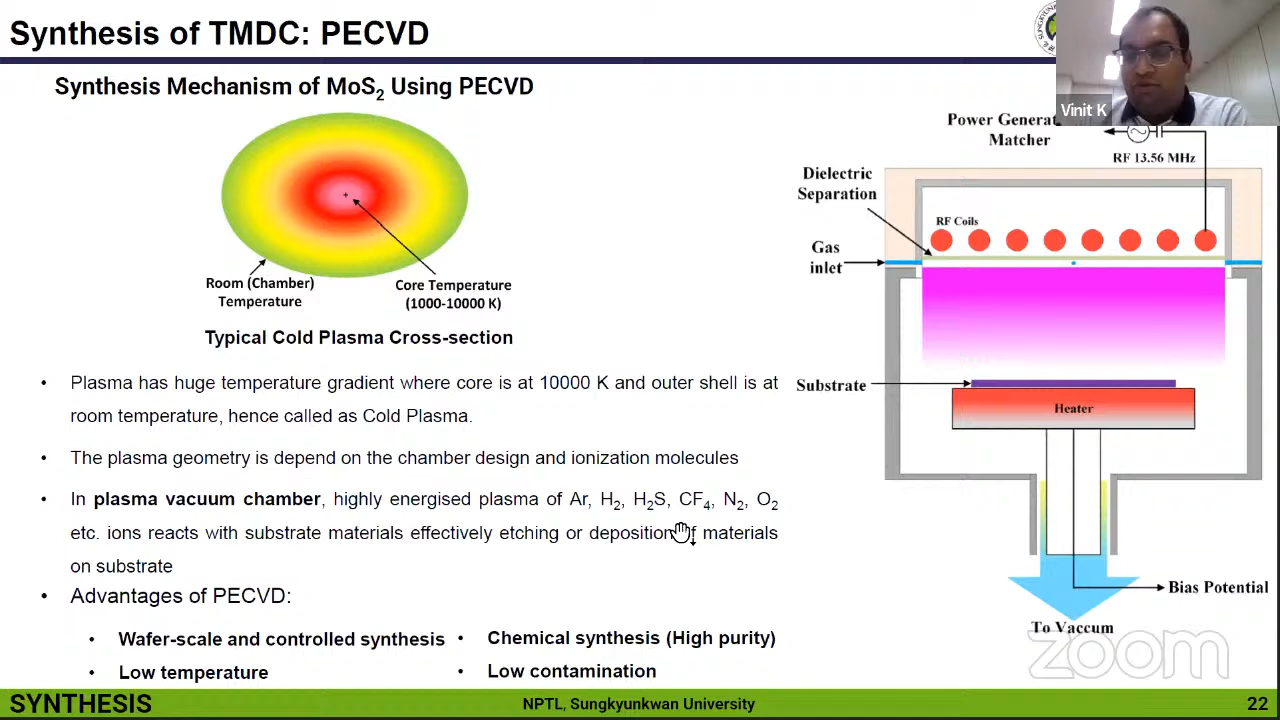 Synthesis of TMDC: PECVD
Vinit K
Synthesis Mechanism of MoS2 Using PECVD
Room (Chamber)
Temperature
Core Temperature
(1000-10000 K)
Typical Cold Plasma Cross-section
• Plasma has huge temperature gradient where core is at 10000 K and outer shell is at
room temperature, hence called as Cold Plasma.
• The plasma geometry is depend on the chamber design and ionization molecules
• In plasma vacuum chamber, highly energised plasma of Ar, H2, H2S, CF4, N2, O2
etc. ions reacts with substrate materials effectively etching or deposition of materials
on substrate
• Advantages of PECVD:
• Wafer-scale and controlled synthesis
• Chemical synthesis (High purity)
• Low temperature
• Low contamination
Power Generat
Matcher
RF 13.56 MHz
Dielectric
Separation
RF Coils
Gas
inlet
Substrate
Heater
Bias Potential
To Vaccum
zoom
SYNTHESIS
NPTL, Sungkyunkwan University
22